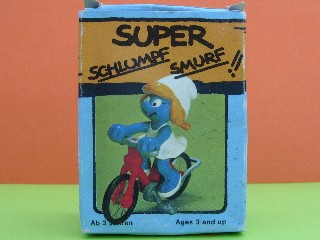 SUPER
SCHLUMPF
SMURF!!
Ab 3 Jahren Ages 3 and up